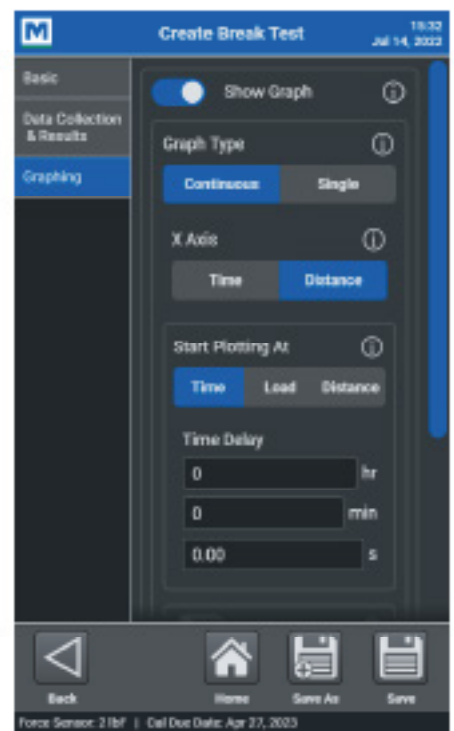 M
Create Break Test
15:32
Jul 14, 2022
Basic
Data Collection
& Results
Graphing
Show Graph
Graph Type
Continuous Single
X Axis
Time Distance
Start Plotting At
Time Load Distance
Time Delay
0 hr
0 min
0.00 s
Back Home Save As Save
Force Sensor: 2 lbf | Cal Due Date: Apr 27, 2023